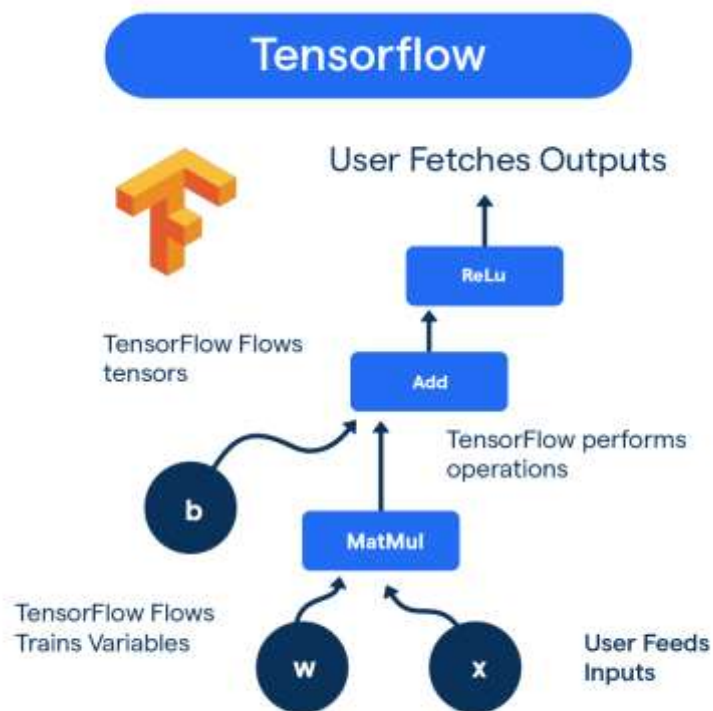 Tensorflow
User Fetches Outputs
ReLu
TensorFlow Flows
tensors
Add
TensorFlow performs
operations
b
MatMul
TensorFlow Flows
Trains Variables
w
x
User Feeds
Inputs